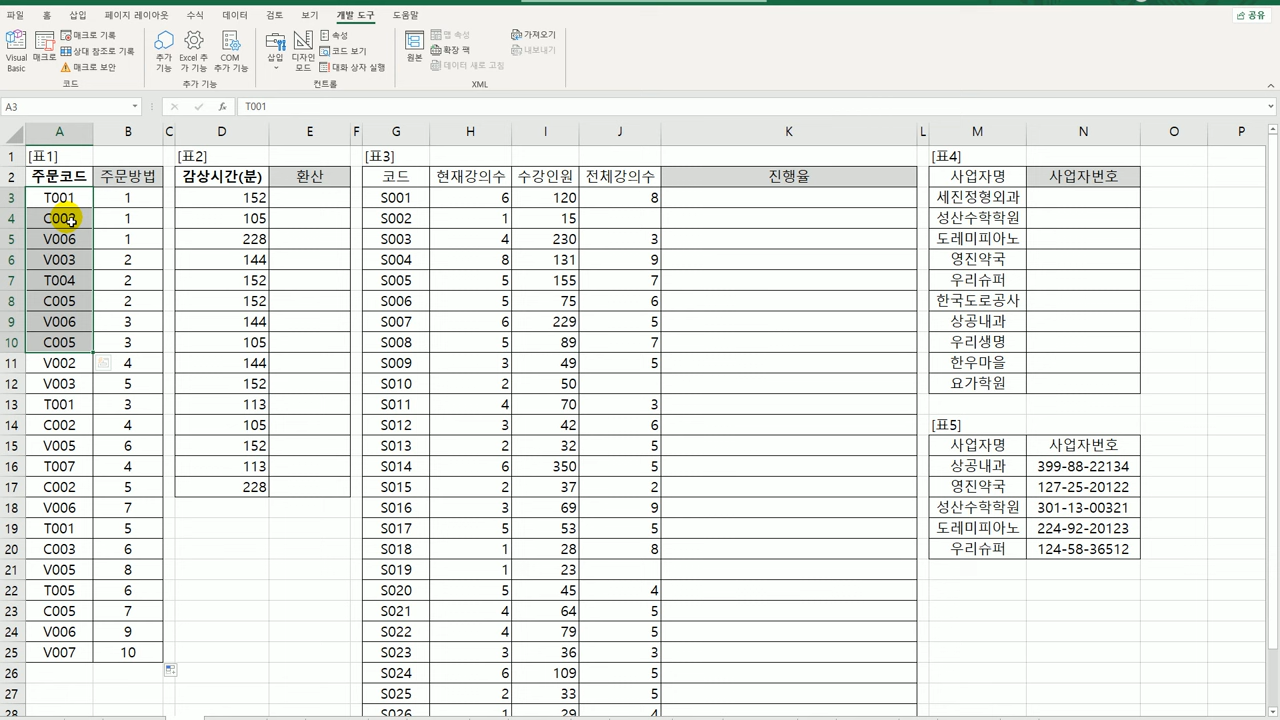 파일 홈 삽입 페이지 레이아웃 수식 데이터 검토 보기 개발 도구 도움말 공유
Visual Basic
매크로
매크로 기록
상대 참조로 기록
매크로 보안
코드
추가 기능
Excel 추가 기능
COM 추가 기능
추가 기능
삽입
디자인 모드
속성
코드 보기
대화 상자 실행
컨트롤
원본
맵 속성
확장 팩
데이터 새로 고침
가져오기
내보내기
XML
A3 fx T001
A B C D E F G H I J K L M N O P
1 [표1] [표2] [표3] [표4]
2 주문코드 주문방법 감상시간(분) 환산 코드 현재강의수 수강인원 전체강의수 진행율 사업자명 사업자번호
3 T001 1 152 S001 6 120 8 세진정형외과
4 1 105 S002 1 15 성산수학학원
5 V006 1 228 S003 4 230 3 도레미피아노
6 V003 2 144 S004 8 131 9 영진약국
7 T004 2 152 S005 5 155 7 우리슈퍼
8 C005 2 152 S006 5 75 6 한국도로공사
9 V006 3 144 S007 6 229 5 상공내과
10 C005 3 105 S008 5 89 7 우리생명
11 V002 4 144 S009 3 49 5 한우마을
12 V003 5 152 S010 2 50 요가학원
13 T001 3 113 S011 4 70 3
14 C002 4 105 S012 3 42 6 [표5]
15 V005 6 152 S013 2 32 5 사업자명 사업자번호
16 T007 4 113 S014 6 350 5 상공내과 399-88-22134
17 C002 5 228 S015 2 37 2 영진약국 127-25-20122
18 V006 7 S016 3 69 9 성산수학학원 301-13-00321
19 T001 5 S017 5 53 5 도레미피아노 224-92-20123
20 C003 6 S018 1 28 8 우리슈퍼 124-58-36512
21 V005 8 S019 1 23
22 T005 6 S020 5 45 4
23 C005 7 S021 4 64 5
24 V006 9 S022 4 79 5
25 V007 10 S023 3 36 3
26 S024 6 109 5
27 S025 2 33 5
28 S026 1 29 4